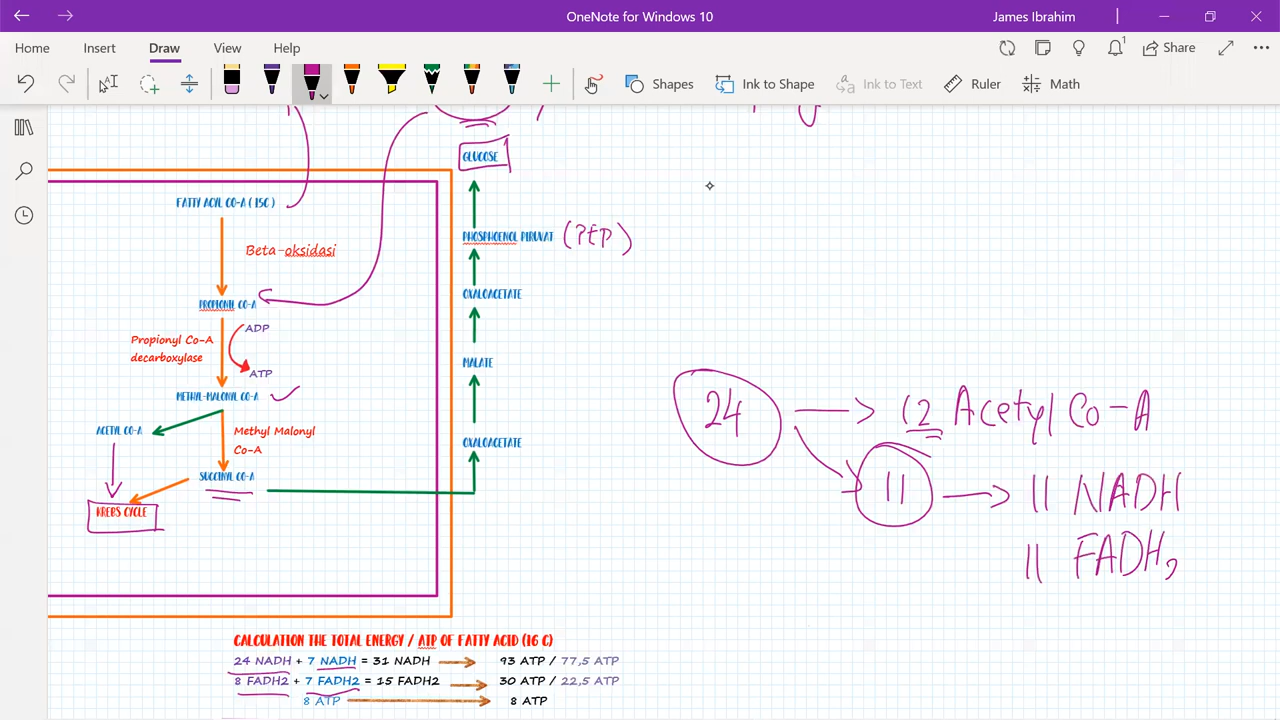 OneNote for Windows 10
James Ibrahim
Home Insert Draw View Help
1 Share
Shapes Ink to Shape Ink to Text Ruler Math
GLUCOSE
FATTY ACYL CO-A ( 15C )
PHOSPHOENOL PIRUVAT (PEP)
Beta-oksidasi
OXALOACETATE
PROPIONIL CO-A
ADP
Propionyl Co-A
decarboxylase
MALATE
ATP
METHYL-MALONYL CO-A
ACETYL CO-A
Methyl Malonyl
Co-A
OXALOACETATE
SUCCINYL CO-A
KREBS CYCLE
24 → 12 Acetyl Co-A
11 → 11 NADH
11 FADH2
CALCULATION THE TOTAL ENERGY / ATP OF FATTY ACID (16 C)
24 NADH + 7 NADH = 31 NADH 93 ATP / 77,5 ATP
8 FADH2 + 7 FADH2 = 15 FADH2 30 ATP / 22,5 ATP
8 ATP 8 ATP